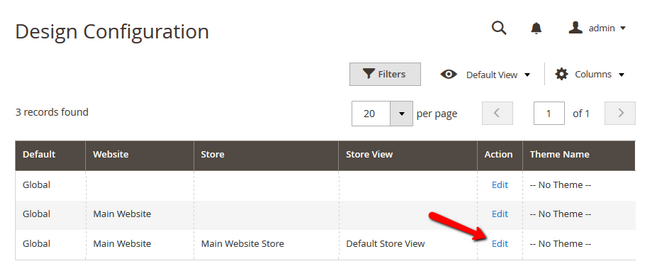 Design Configuration
admin
Filters
Default View
Columns
3 records found
20
per page
1
of 1
Default Website Store Store View Action Theme Name
Global Edit -- No Theme --
Global Main Website Edit -- No Theme --
Global Main Website Main Website Store Default Store View Edit -- No Theme --